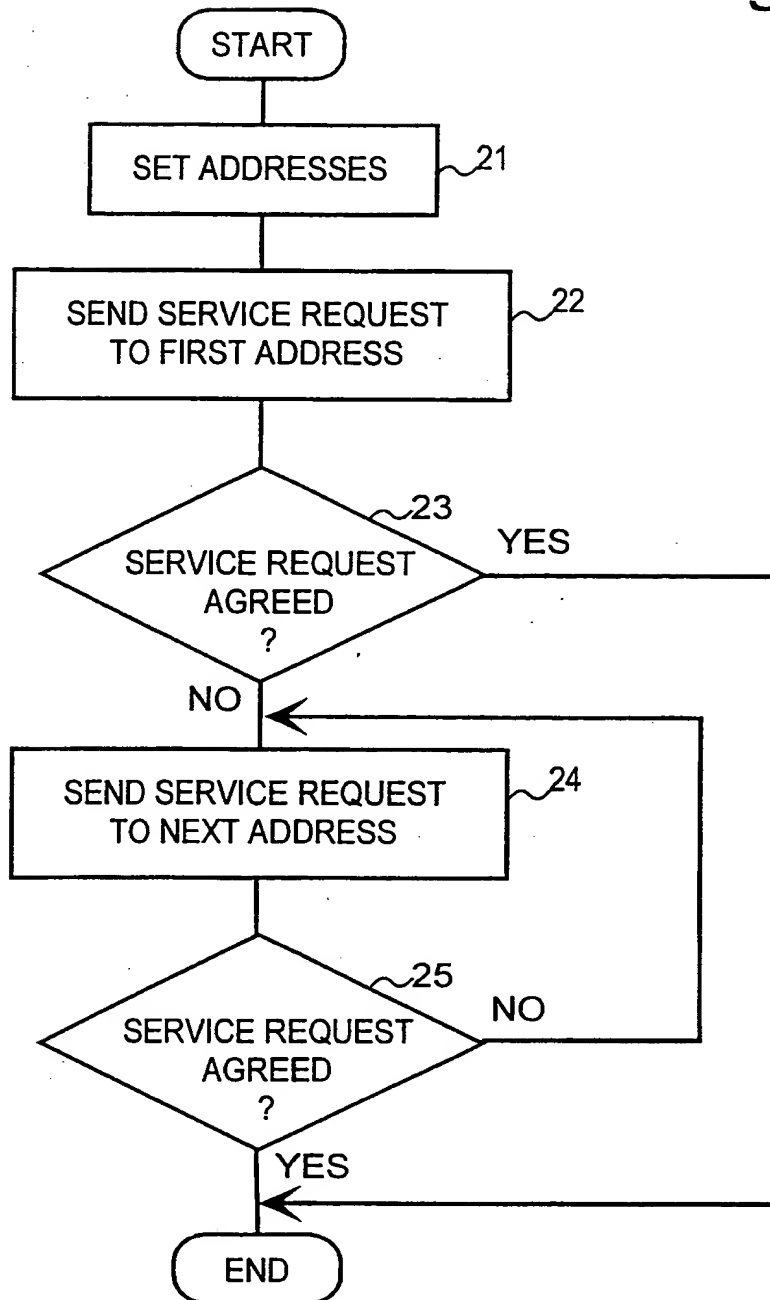 START
SET ADDRESSES
21
SEND SERVICE REQUEST
TO FIRST ADDRESS
22
23
YES
SERVICE REQUEST
AGREED
?
NO
SEND SERVICE REQUEST
TO NEXT ADDRESS
24
25
NO
SERVICE REQUEST
AGREED
?
YES
END